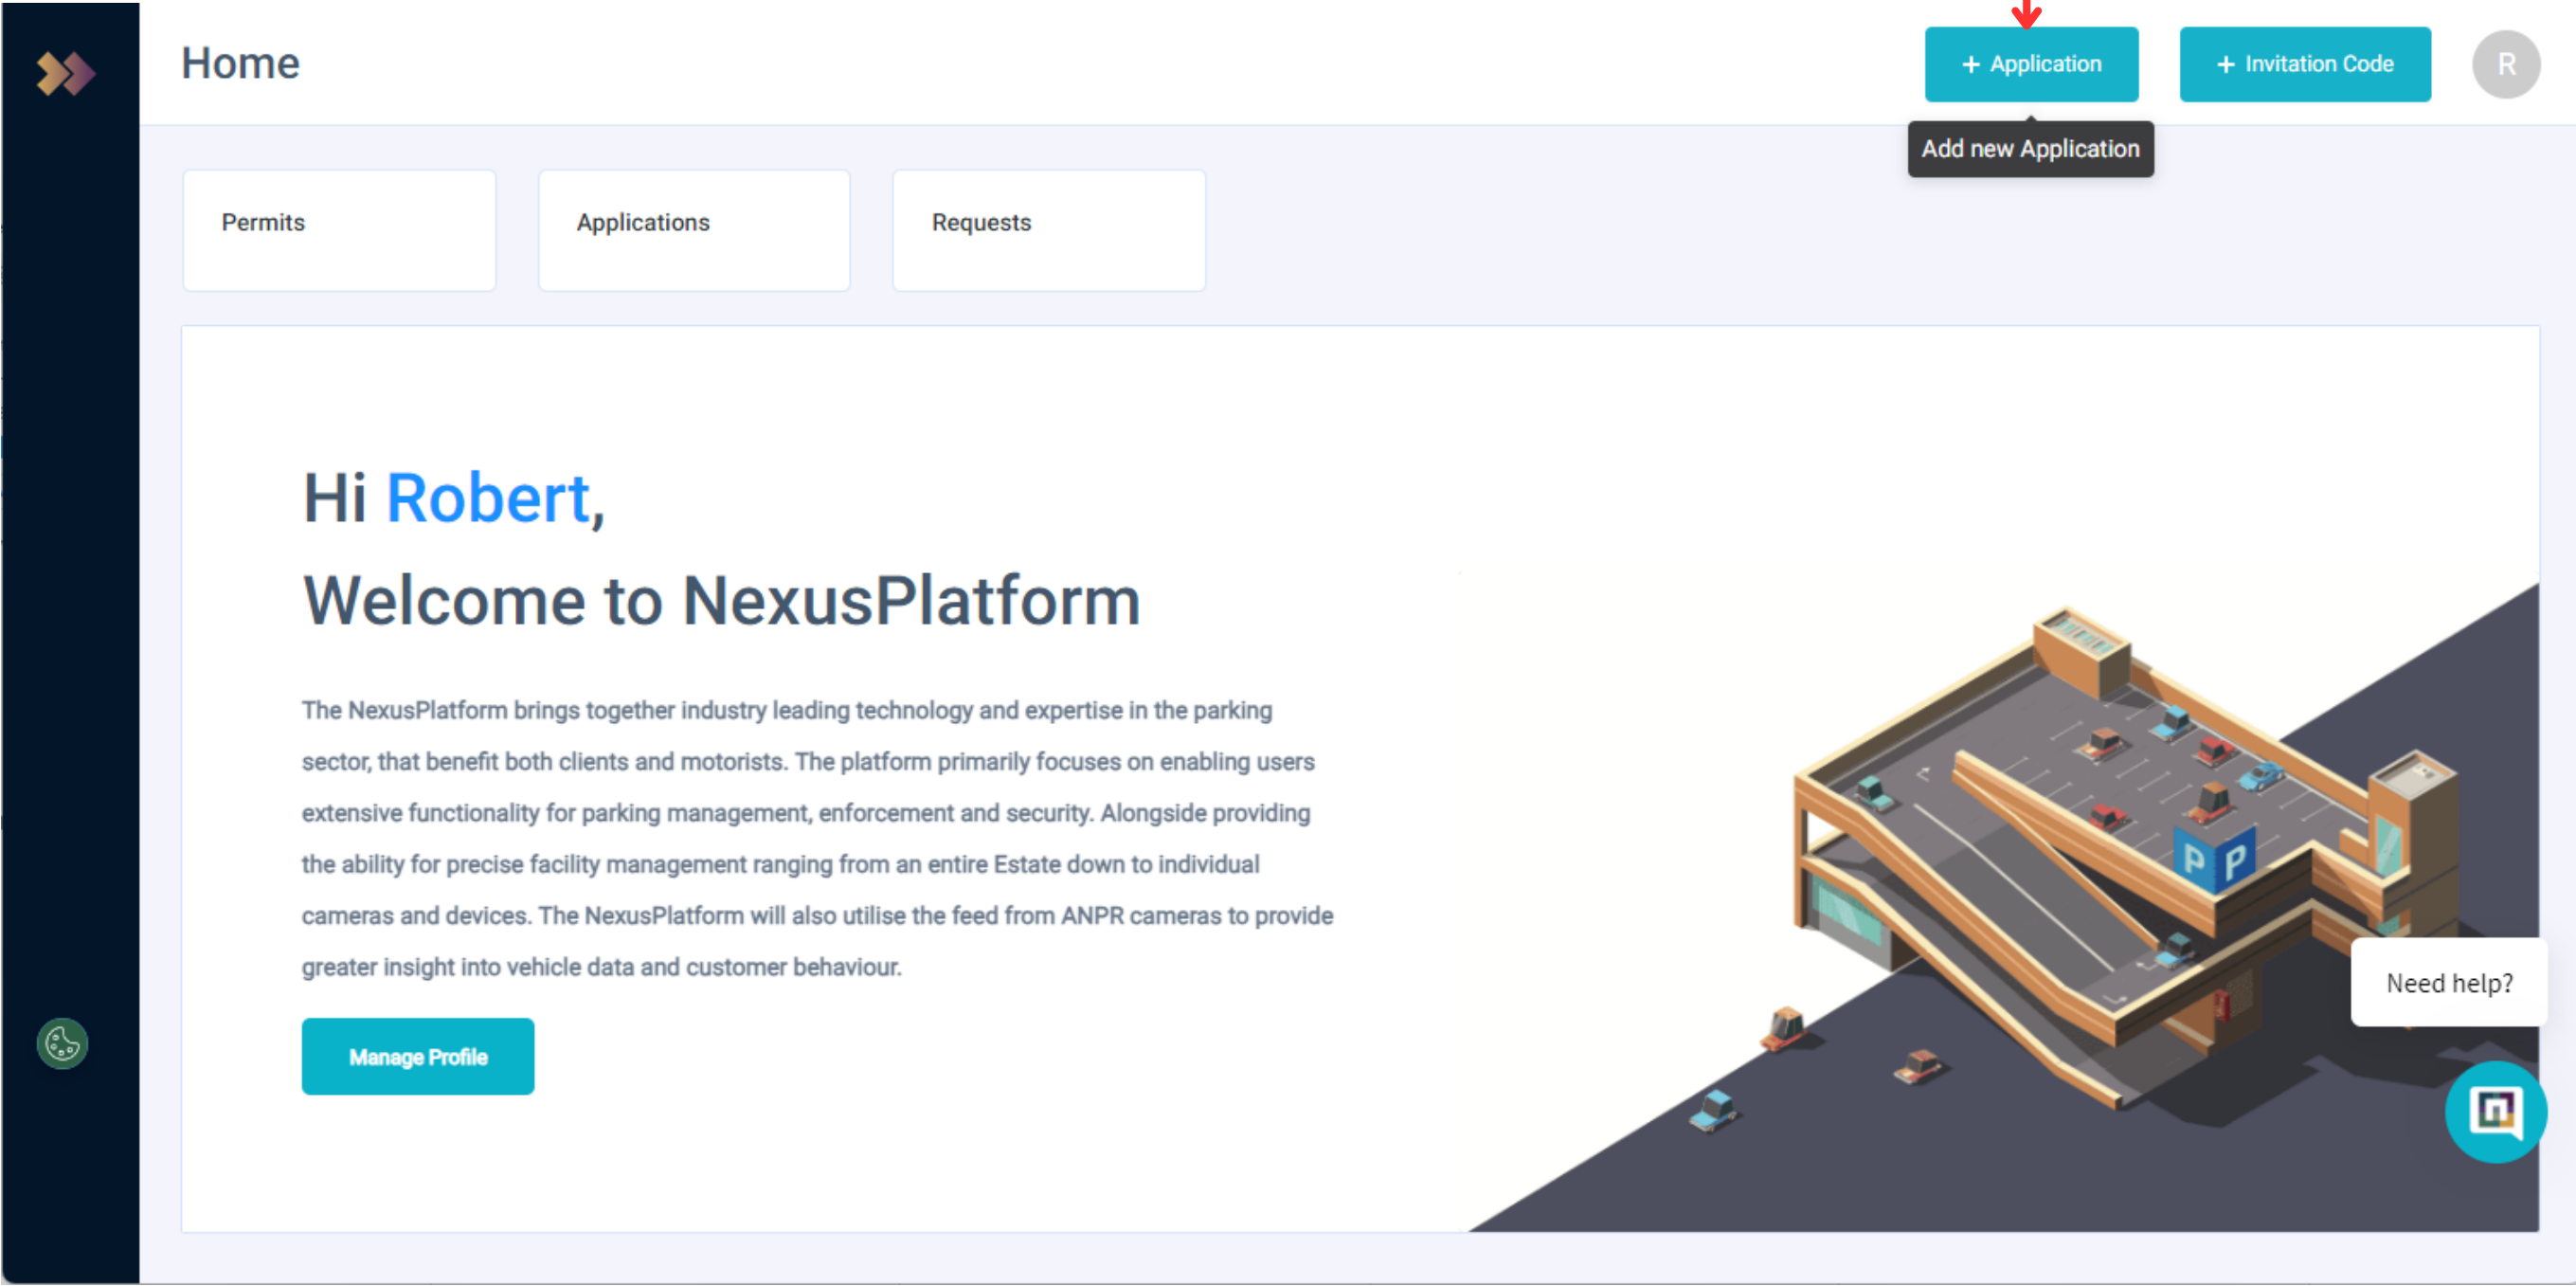 Home
+ Application
+ Invitation Code
R
Add new Application
Permits
Applications
Requests
Hi Robert,
Welcome to NexusPlatform
The NexusPlatform brings together industry leading technology and expertise in the parking
sector, that benefit both clients and motorists. The platform primarily focuses on enabling users
extensive functionality for parking management, enforcement and security. Alongside providing
the ability for precise facility management ranging from an entire Estate down to individual
cameras and devices. The NexusPlatform will also utilise the feed from ANPR cameras to provide
greater insight into vehicle data and customer behaviour.
Manage Profile
P P
Need help?
n